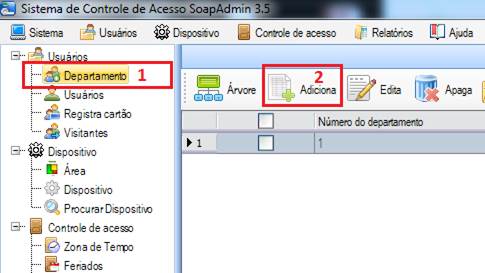 Sistema de Controle de Acesso SoapAdmin 3.5
Sistema Usuários Dispositivo Controle de acesso Relatórios Ajuda
Usuários
Departamento 1
Usuários
Registra cartão
Visitantes
Dispositivo
Área
Dispositivo
Procurar Dispositivo
Controle de acesso
Zona de Tempo
Feriados
2
Árvore Adiciona Edita Apaga
Número do departamento
1 1